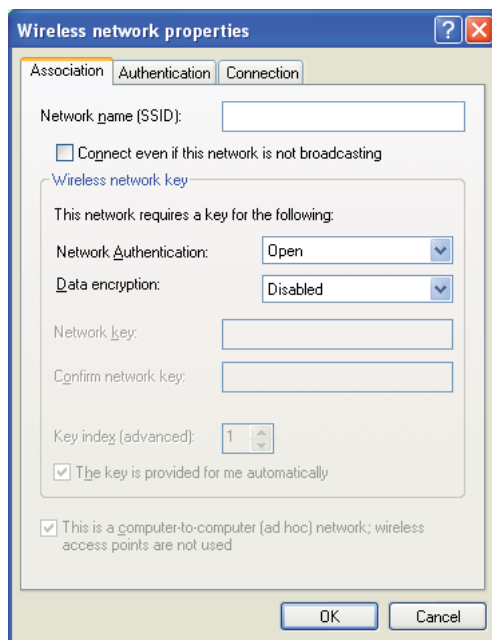 Wireless network properties
Association
Authentication
Connection
Network name (SSID):
Connect even if this network is not broadcasting
Wireless network key
This network requires a key for the following:
Network Authentication:
Open
Data encryption:
Disabled
Network key:
Confirm network key:
Key index (advanced):
1
The key is provided for me automatically
This is a computer-to-computer (ad hoc) network; wireless
access points are not used
OK
Cancel